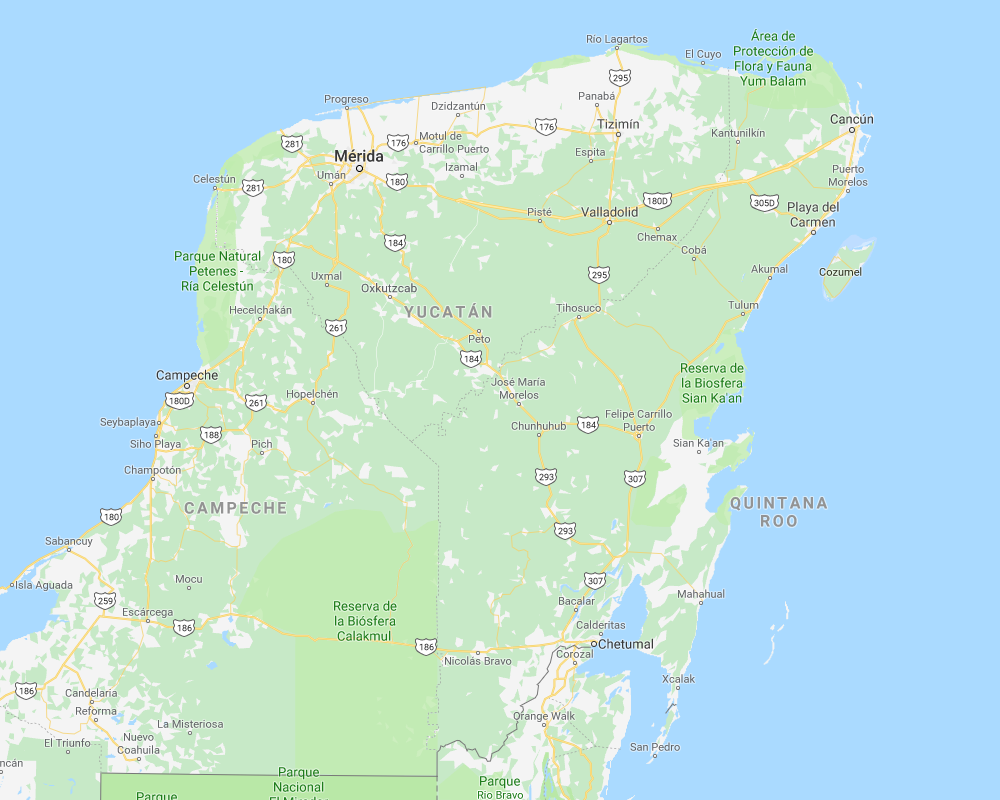 Río Lagartos
El Cuyo
Área de
Protección de
Flora y Fauna
Yum Balam
295
Panabá
Progreso
Dzidzantún
Cancún
Tizimín
176
Kantunilkín
281
176
Motul de
Carrillo Puerto
Espita
Mérida
Izamal
Umán
180
Puerto
Morelos
Celestún
281
180D
305D
Pisté
Valladolid
Playa del
Carmen
Chemax
184
Cobá
Parque Natural
Petenes -
Ría Celestún
180
Uxmal
295
Akumal
Cozumel
Oxkutzcab
Hecelchakán
YUCATÁN
Tihosuco
Tulum
261
Peto
184
Campeche
José María
Morelos
Reserva de
la Biosfera
Sian Ka'an
180D
261
Hopelchén
Seybaplaya
188
Chunhuhub
184
Felipe Carrillo
Puerto
Siho Playa
Pich
Sian Ka'an
Champotón
293
307
CAMPECHE
QUINTANA
ROO
180
293
Sabancuy
Isla Aguada
Mocu
307
Mahahual
259
Escárcega
186
Reserva de
la Biósfera
Calakmul
Bacalar
Calderitas
186
Chetumal
Nicolás Bravo
Corozal
Xcalak
186
Candelaria
Reforma
La Misteriosa
Orange Walk
El Triunfo
Nuevo
Coahuila
San Pedro
ncán
Parque
Nacional
El Mirador
Parque
Parque
Rio Bravo